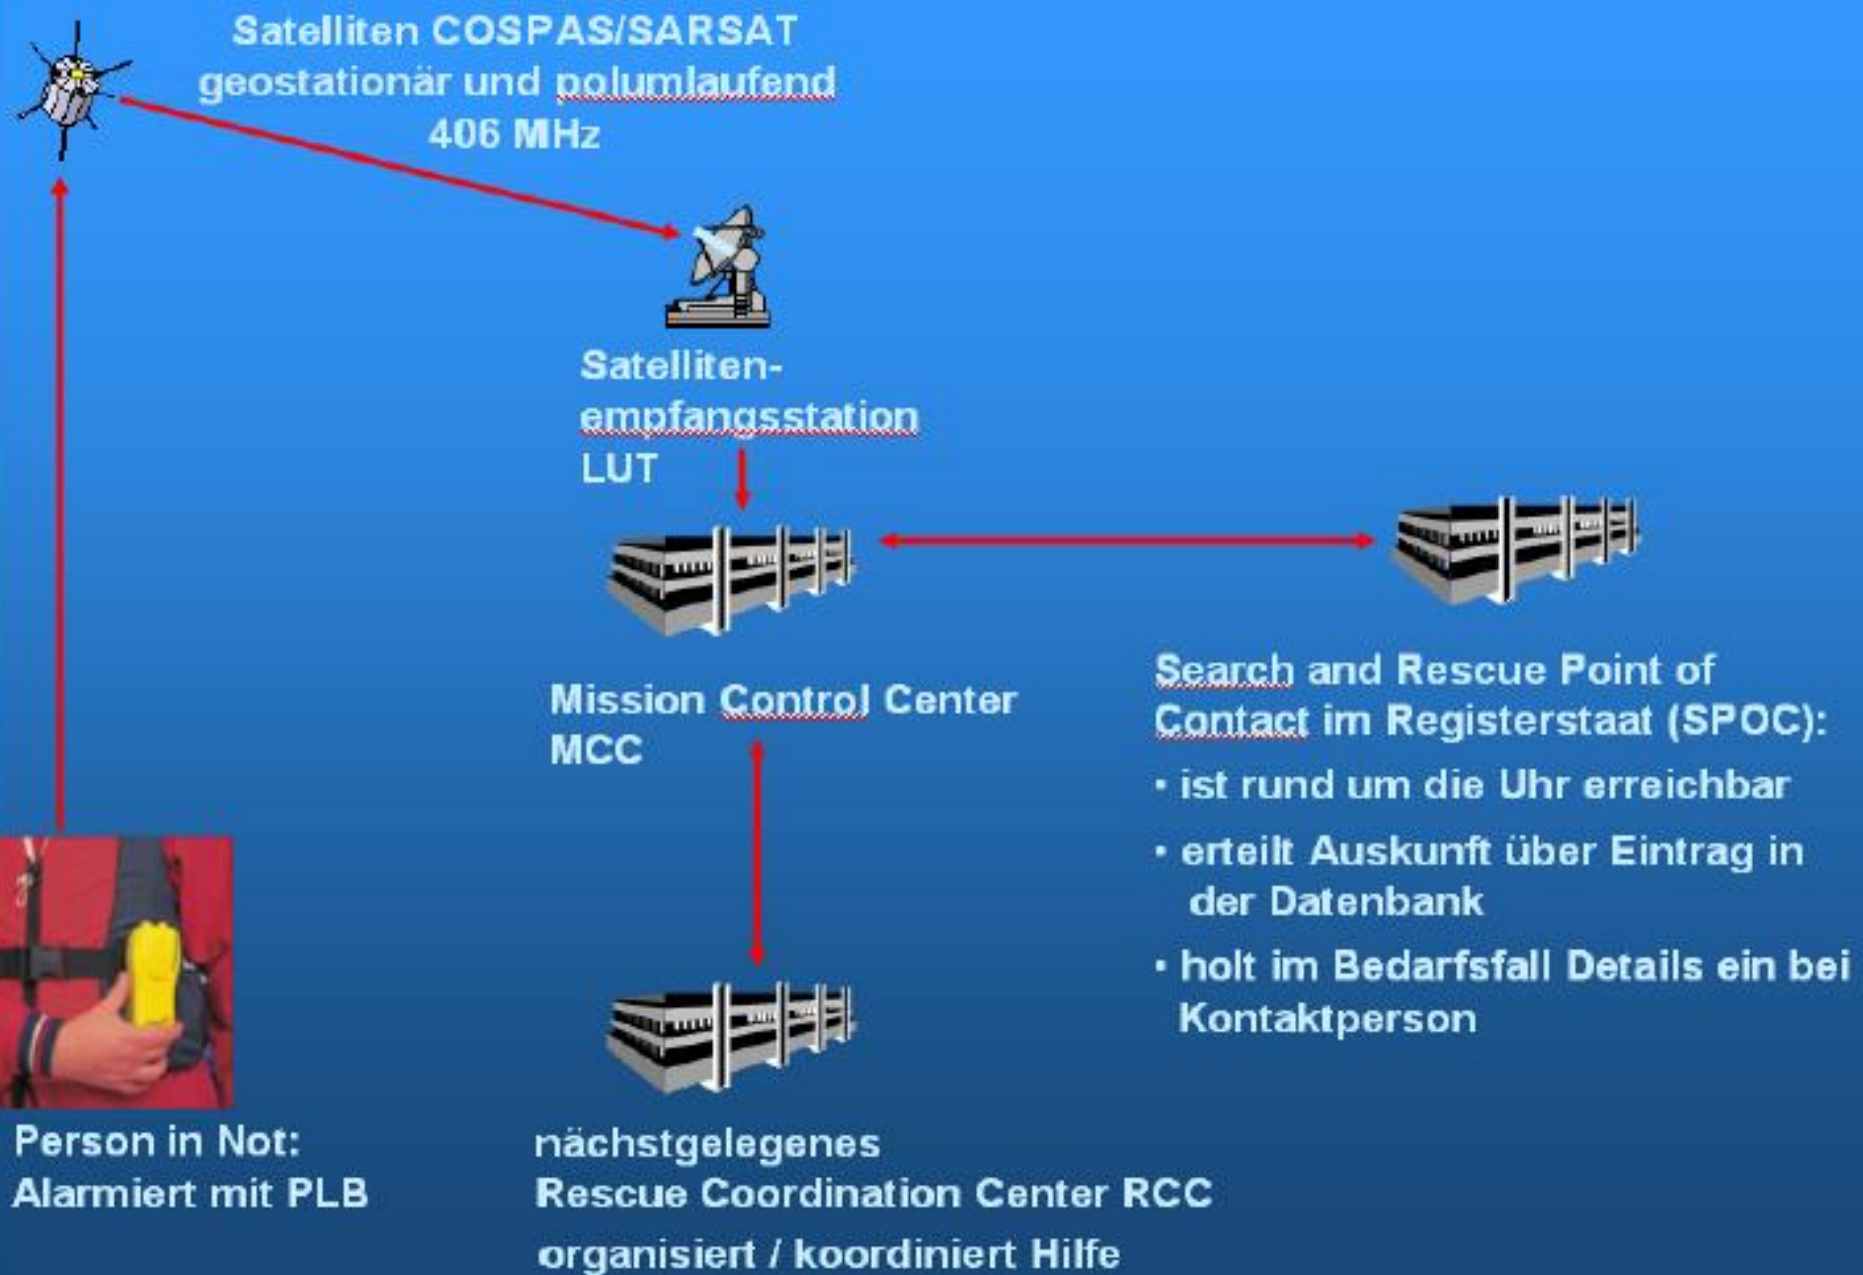 Satelliten COSPAS/SARSAT
geostationär und polumlaufend
406 MHz
Satelliten-
empfangsstation
LUT
Mission Control Center
MCC
Search and Rescue Point of
Contact im Registerstaat (SPOC):
· ist rund um die Uhr erreichbar
· erteilt Auskunft über Eintrag in
der Datenbank
· holt im Bedarfsfall Details ein bei
Kontaktperson
Person in Not:
Alarmiert mit PLB
nächstgelegenes
Rescue Coordination Center RCC
organisiert / koordiniert Hilfe